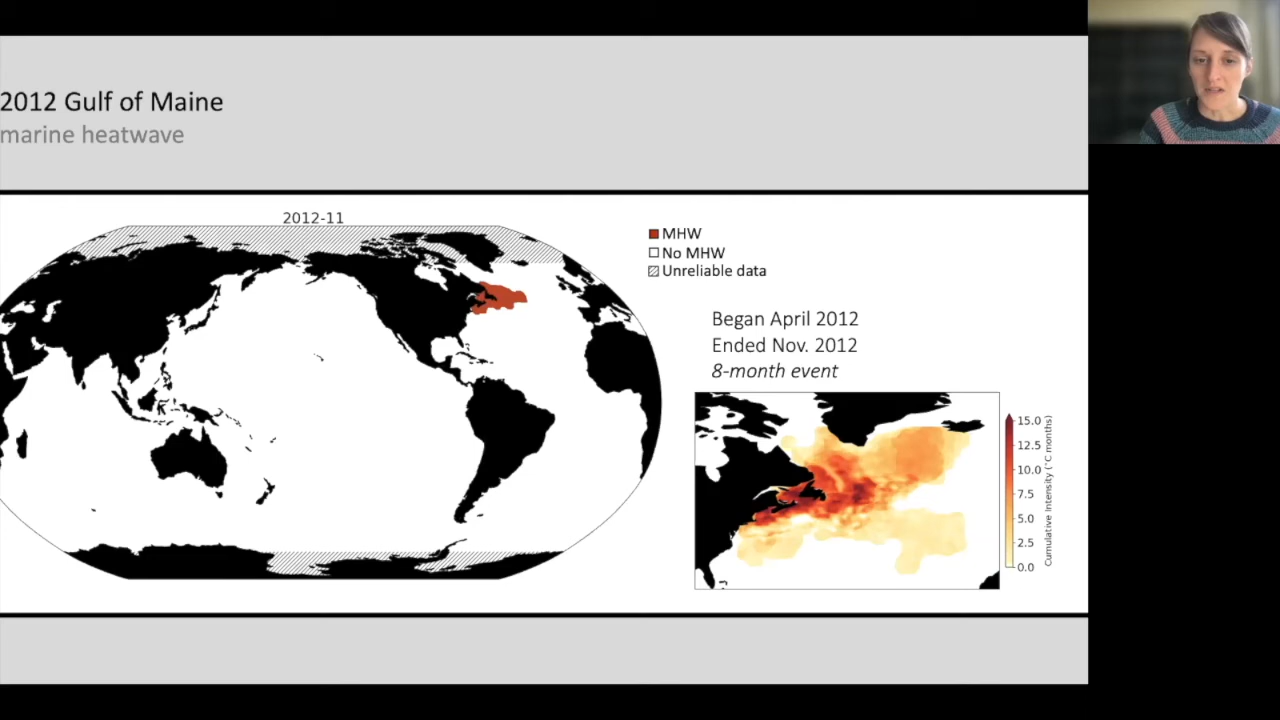 2012 Gulf of Maine
marine heatwave
2012-11
MHW
No MHW
Unreliable data
Began April 2012
Ended Nov. 2012
8-month event
15.0
12.5
10.0
7.5
5.0
2.5
0.0
Cumulative Intensity (°C months)